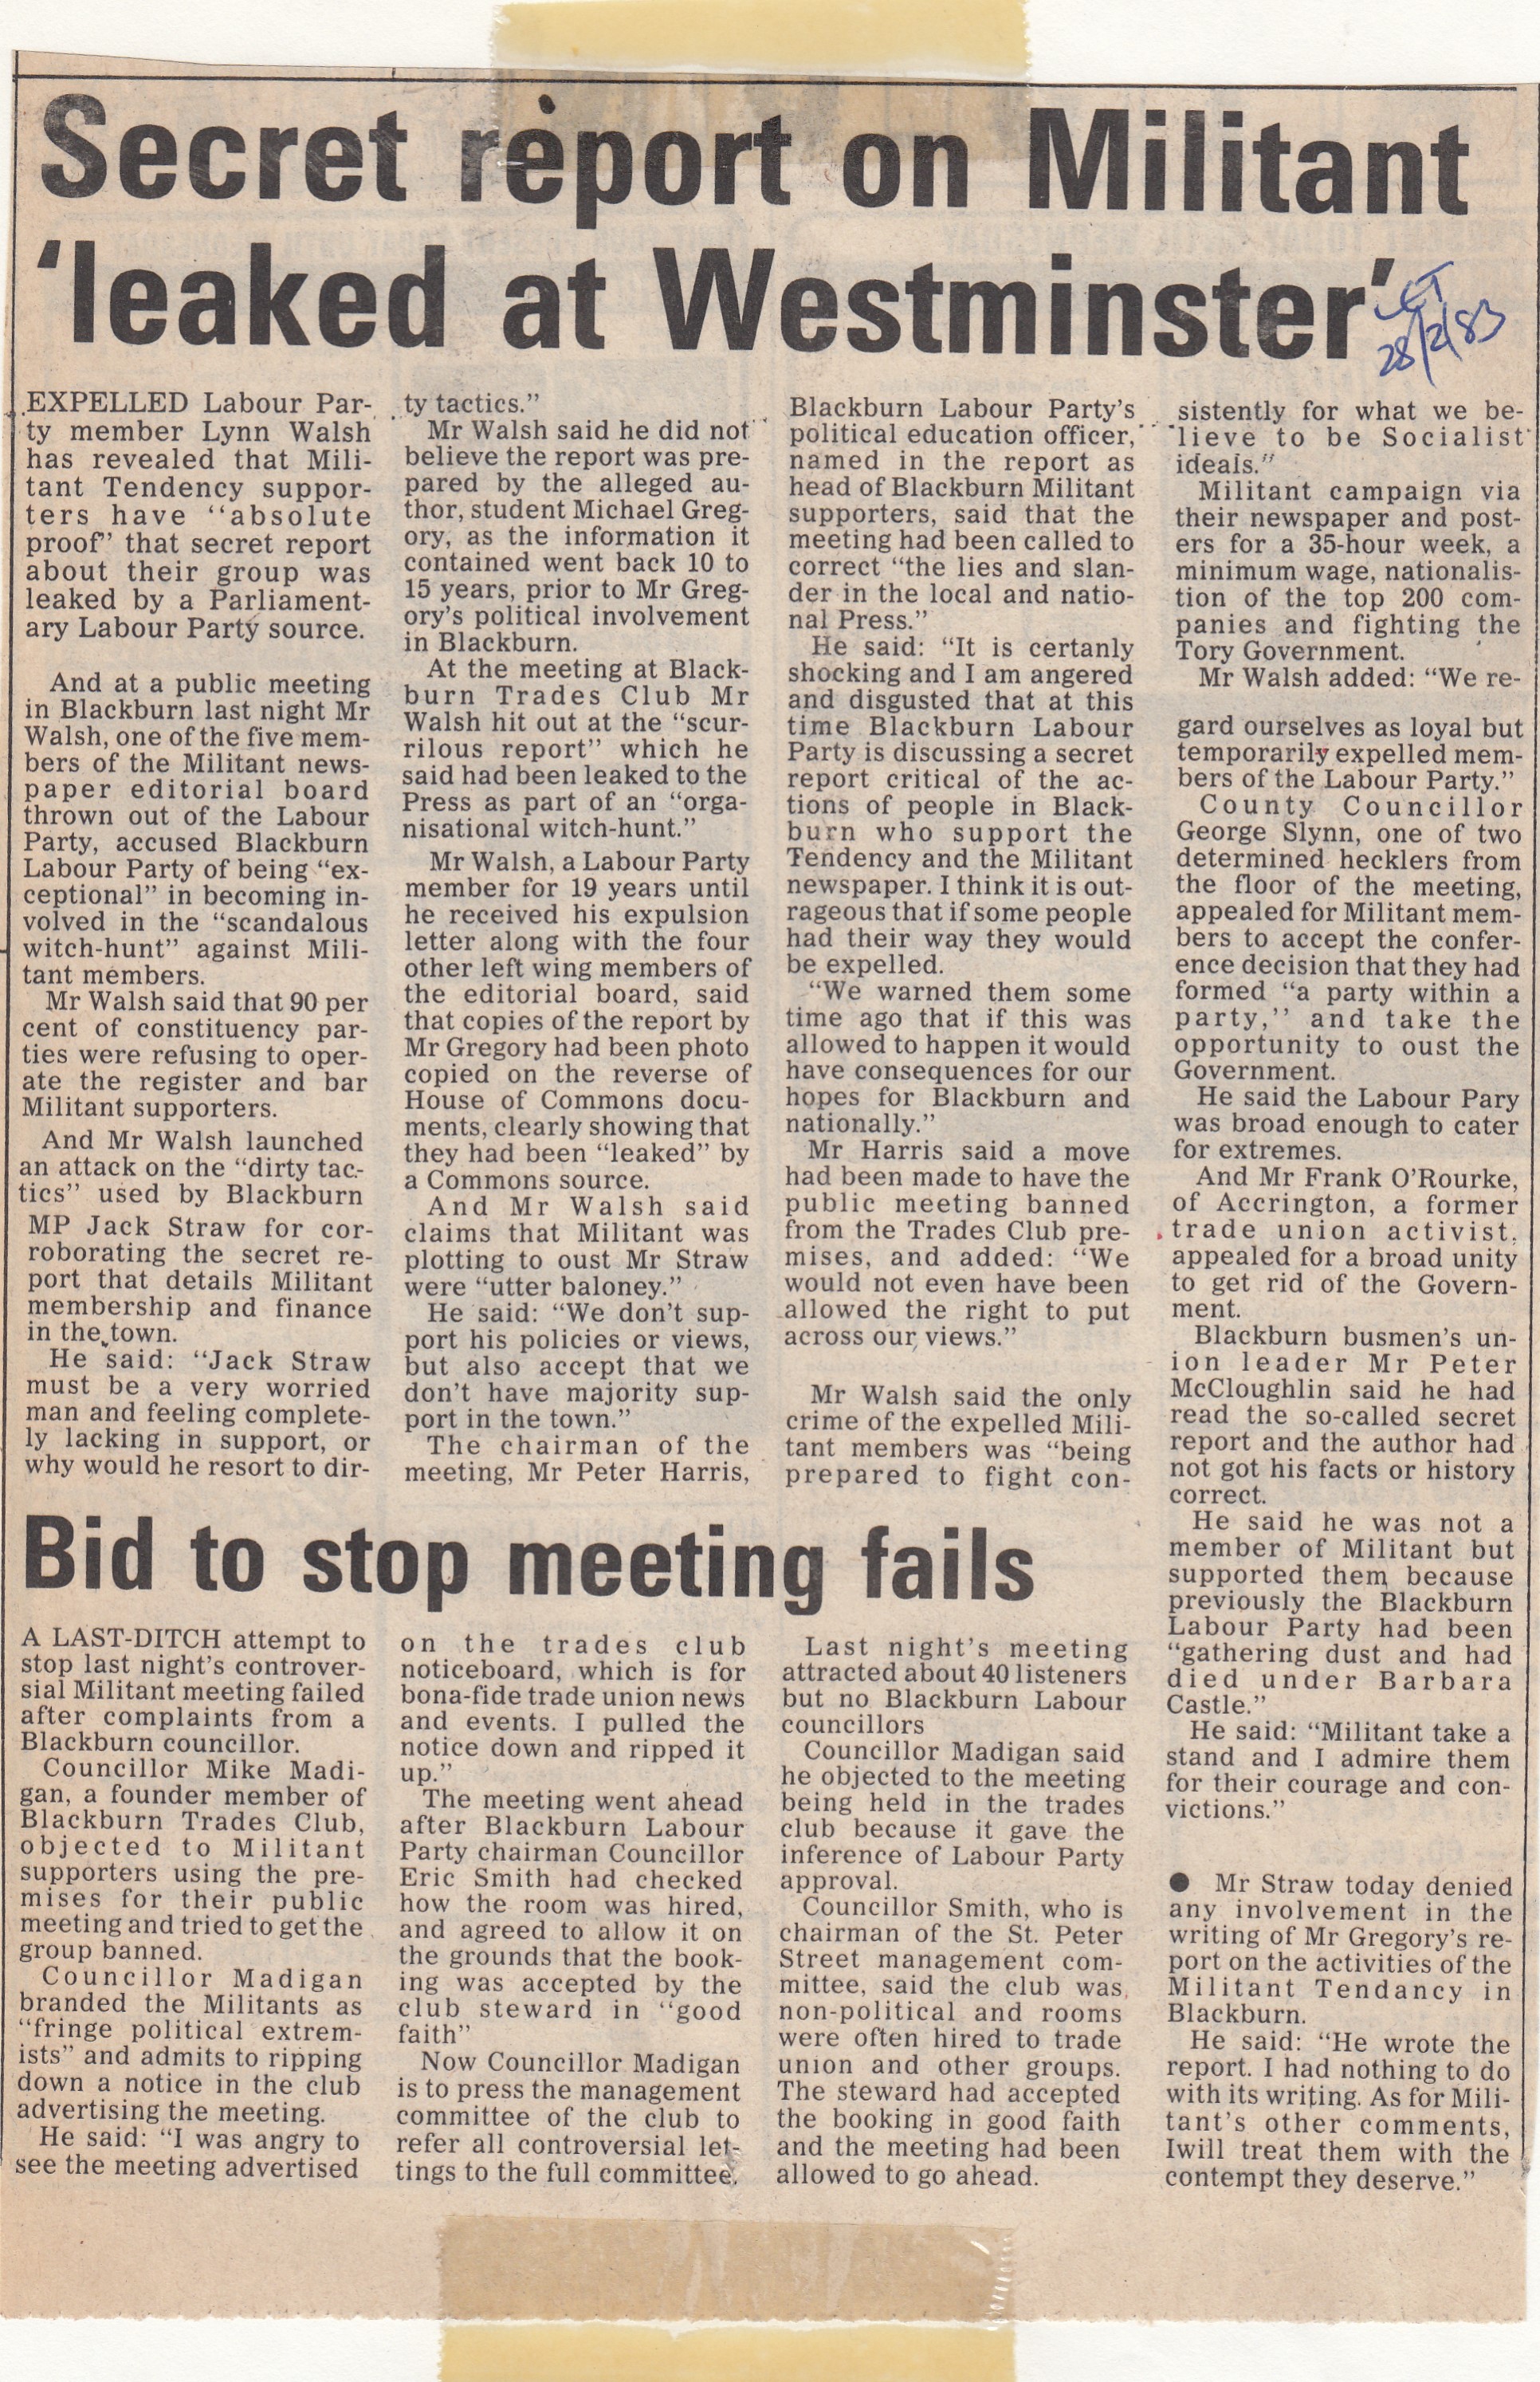 Secret report on Militant
‘leaked at Westminster’
LET
28/2/83
EXPELLED Labour Par-
ty member Lynn Walsh
has revealed that Mili-
tant Tendency suppor-
ters have “absolute
proof” that secret report
about their group was
leaked by a Parliament-
ary Labour Party source.
And at a public meeting
in Blackburn last night Mr
Walsh, one of the five mem-
bers of the Militant news-
paper editorial board
thrown out of the Labour
Party, accused Blackburn
Labour Party of being “ex-
ceptional” in becoming in-
volved in the “scandalous
witch-hunt” against Mili-
tant members.
Mr Walsh said that 90 per
cent of constituency par-
ties were refusing to oper-
ate the register and bar
Militant supporters.
And Mr Walsh launched
an attack on the “dirty tac-
tics” used by Blackburn
MP Jack Straw for cor-
roborating the secret re-
port that details Militant
membership and finance
in the town.
He said: “Jack Straw
must be a very worried
man and feeling complete-
ly lacking in support, or
why would he resort to dir-
ty tactics.”
Mr Walsh said he did not
believe the report was pre-
pared by the alleged au-
thor, student Michael Greg-
ory, as the information it
contained went back 10 to
15 years, prior to Mr Greg-
ory’s political involvement
in Blackburn.
At the meeting at Black-
burn Trades Club Mr
Walsh hit out at the “scur-
rilous report” which he
said had been leaked to the
Press as part of an “orga-
nisational witch-hunt.”
Mr Walsh, a Labour Party
member for 19 years until
he received his expulsion
letter along with the four
other left wing members of
the editorial board, said
that copies of the report by
Mr Gregory had been photo
copied on the reverse of
House of Commons docu-
ments, clearly showing that
they had been “leaked” by
a Commons source.
And Mr Walsh said
claims that Militant was
plotting to oust Mr Straw
were “utter baloney.”
He said: “We don’t sup-
port his policies or views,
but also accept that we
don’t have majority sup-
port in the town.”
The chairman of the
meeting, Mr Peter Harris,
Blackburn Labour Party’s
political education officer,
named in the report as
head of Blackburn Militant
supporters, said that the
meeting had been called to
correct “the lies and slan-
der in the local and natio-
nal Press.”
He said: “It is certanly
shocking and I am angered
and disgusted that at this
time Blackburn Labour
Party is discussing a secret
report critical of the ac-
tions of people in Black-
burn who support the
Tendency and the Militant
newspaper. I think it is out-
rageous that if some people
had their way they would
be expelled.
“We warned them some
time ago that if this was
allowed to happen it would
have consequences for our
hopes for Blackburn and
nationally.”
Mr Harris said a move
had been made to have the
public meeting banned
from the Trades Club pre-
mises, and added: “We
would not even have been
allowed the right to put
across our views.”
Mr Walsh said the only
crime of the expelled Mili-
tant members was “being
prepared to fight con-
sistently for what we be-
lieve to be Socialist
ideals.”
Militant campaign via
their newspaper and post-
ers for a 35-hour week, a
minimum wage, nationalis-
tion of the top 200 com-
panies and fighting the
Tory Government.
Mr Walsh added: “We re-
gard ourselves as loyal but
temporarily expelled mem-
bers of the Labour Party.”
County Councillor
George Slynn, one of two
determined hecklers from
the floor of the meeting,
appealed for Militant mem-
bers to accept the confer-
ence decision that they had
formed “a party within a
party,” and take the
opportunity to oust the
Government.
He said the Labour Pary
was broad enough to cater
for extremes.
And Mr Frank O’Rourke,
of Accrington, a former
trade union activist,
appealed for a broad unity
to get rid of the Govern-
ment.
Blackburn busmen’s un-
ion leader Mr Peter
McCloughlin said he had
read the so-called secret
report and the author had
not got his facts or history
correct.
He said he was not a
member of Militant but
supported them because
previously the Blackburn
Labour Party had been
“gathering dust and had
died under Barbara
Castle.”
He said: “Militant take a
stand and I admire them
for their courage and con-
victions.”
● Mr Straw today denied
any involvement in the
writing of Mr Gregory’s re-
port on the activities of the
Militant Tendancy in
Blackburn.
He said: “He wrote the
report. I had nothing to do
with its writing. As for Mili-
tant’s other comments,
Iwill treat them with the
contempt they deserve.”
Bid to stop meeting fails
A LAST-DITCH attempt to
stop last night’s controver-
sial Militant meeting failed
after complaints from a
Blackburn councillor.
Councillor Mike Madi-
gan, a founder member of
Blackburn Trades Club,
objected to Militant
supporters using the pre-
mises for their public
meeting and tried to get the
group banned.
Councillor Madigan
branded the Militants as
“fringe political extrem-
ists” and admits to ripping
down a notice in the club
advertising the meeting.
He said: “I was angry to
see the meeting advertised
on the trades club
noticeboard, which is for
bona-fide trade union news
and events. I pulled the
notice down and ripped it
up.”
The meeting went ahead
after Blackburn Labour
Party chairman Councillor
Eric Smith had checked
how the room was hired,
and agreed to allow it on
the grounds that the book-
ing was accepted by the
club steward in “good
faith”
Now Councillor Madigan
is to press the management
committee of the club to
refer all controversial let-
tings to the full committee.
Last night’s meeting
attracted about 40 listeners
but no Blackburn Labour
councillors
Councillor Madigan said
he objected to the meeting
being held in the trades
club because it gave the
inference of Labour Party
approval.
Councillor Smith, who is
chairman of the St. Peter
Street management com-
mittee, said the club was
non-political and rooms
were often hired to trade
union and other groups.
The steward had accepted
the booking in good faith
and the meeting had been
allowed to go ahead.